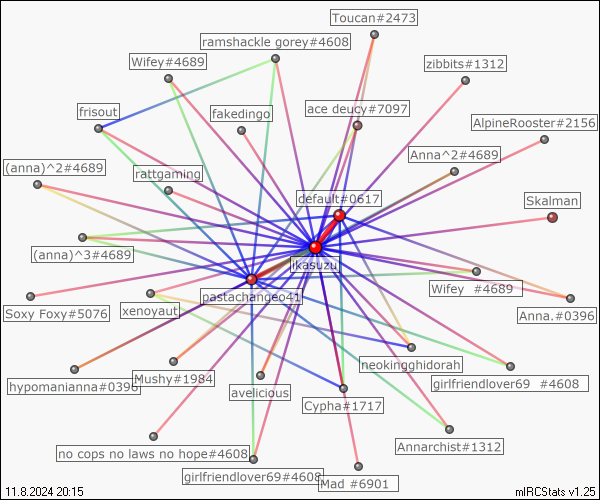 Toucan#2473
ramshackle gorey#4608
Wifey#4689
zibbits#1312
frisout
fakedingo
ace deucy#7097
AlpineRooster#2156
Anna^2#4689
(anna)^2#4689
rattgaming
default#0617
Skalman
(anna)^3#4689
ikasuzu
Wifey #4689
pastachangeo41
Soxy Foxy#5076
xenoyaut
Anna.#0396
neokingghidorah
hypomanianna#0396
Mushy#1984
girlfriendlover69 #4608
avelicious
Cypha#1717
Annarchist#1312
no cops no laws no hope#4608
girlfriendlover69#4608
Mad #6901
11.8.2024 20:15
mIRCStats v1.25